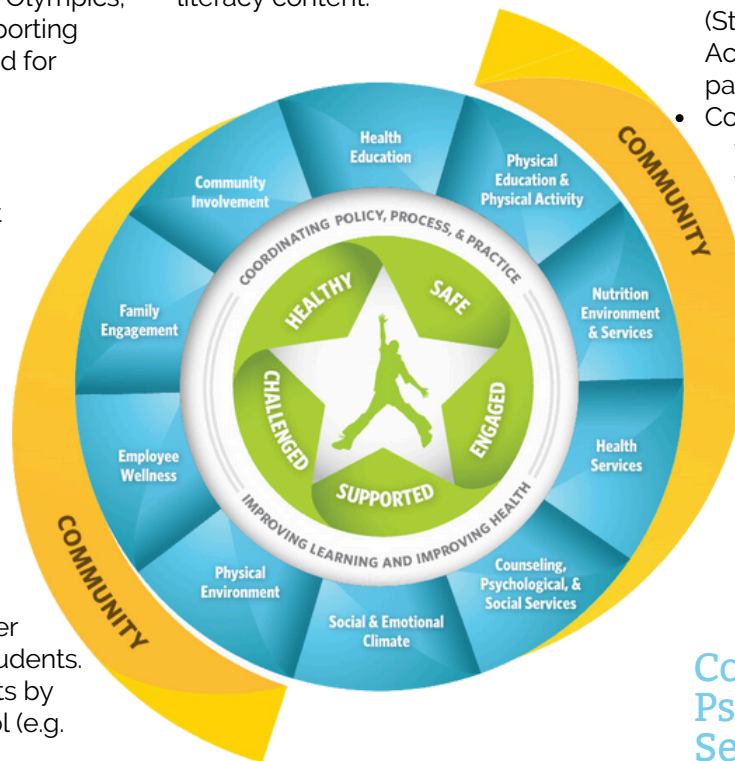 Olympics,
porting
d for
literacy content.
(St
Ac
pa
• Co
COMMUNITY
Health
Education
Physical
Education &
Physical Activity
Nutrition
Environment
& Services
Health
Services
Counseling,
Psychological, &
Social Services
Social & Emotional
Climate
Physical
Environment
Employee
Wellness
Family
Engagement
Community
Involvement
COORDINATING POLICY, PROCESS, & PRACTICE
IMPROVING LEARNING AND IMPROVING HEALTH
HEALTHY
SAFE
ENGAGED
SUPPORTED
CHALLENGED
COMMUNITY
er
udents.
ts by
l (e.g.
Co
Ps
Se